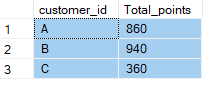 customer_id Total_points
1 A 860
2 B 940
3 C 360